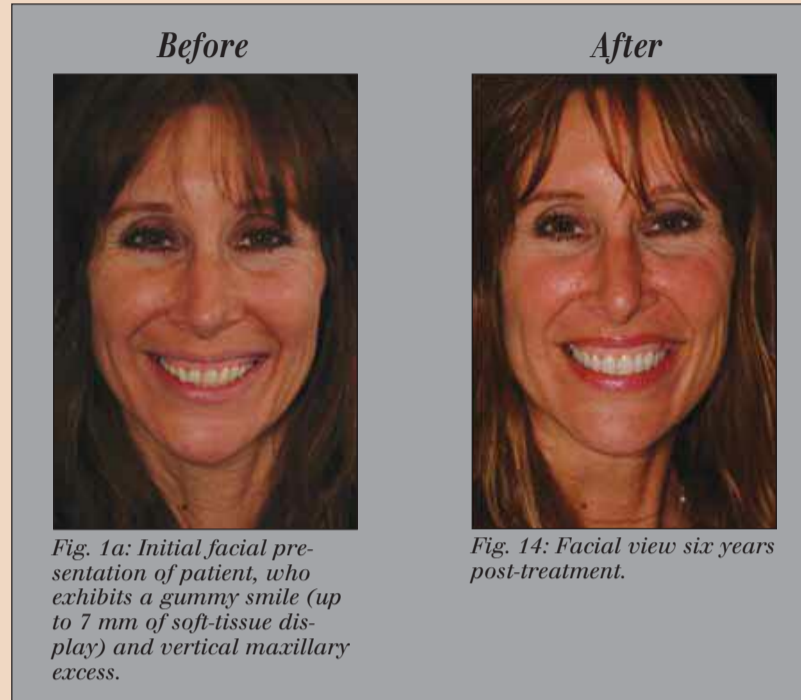 Before
After
Fig. 1a: Initial facial pre-
sentation of patient, who
exhibits a gummy smile (up
to 7 mm of soft-tissue dis-
play) and vertical maxillary
excess.
Fig. 14: Facial view six years
post-treatment.